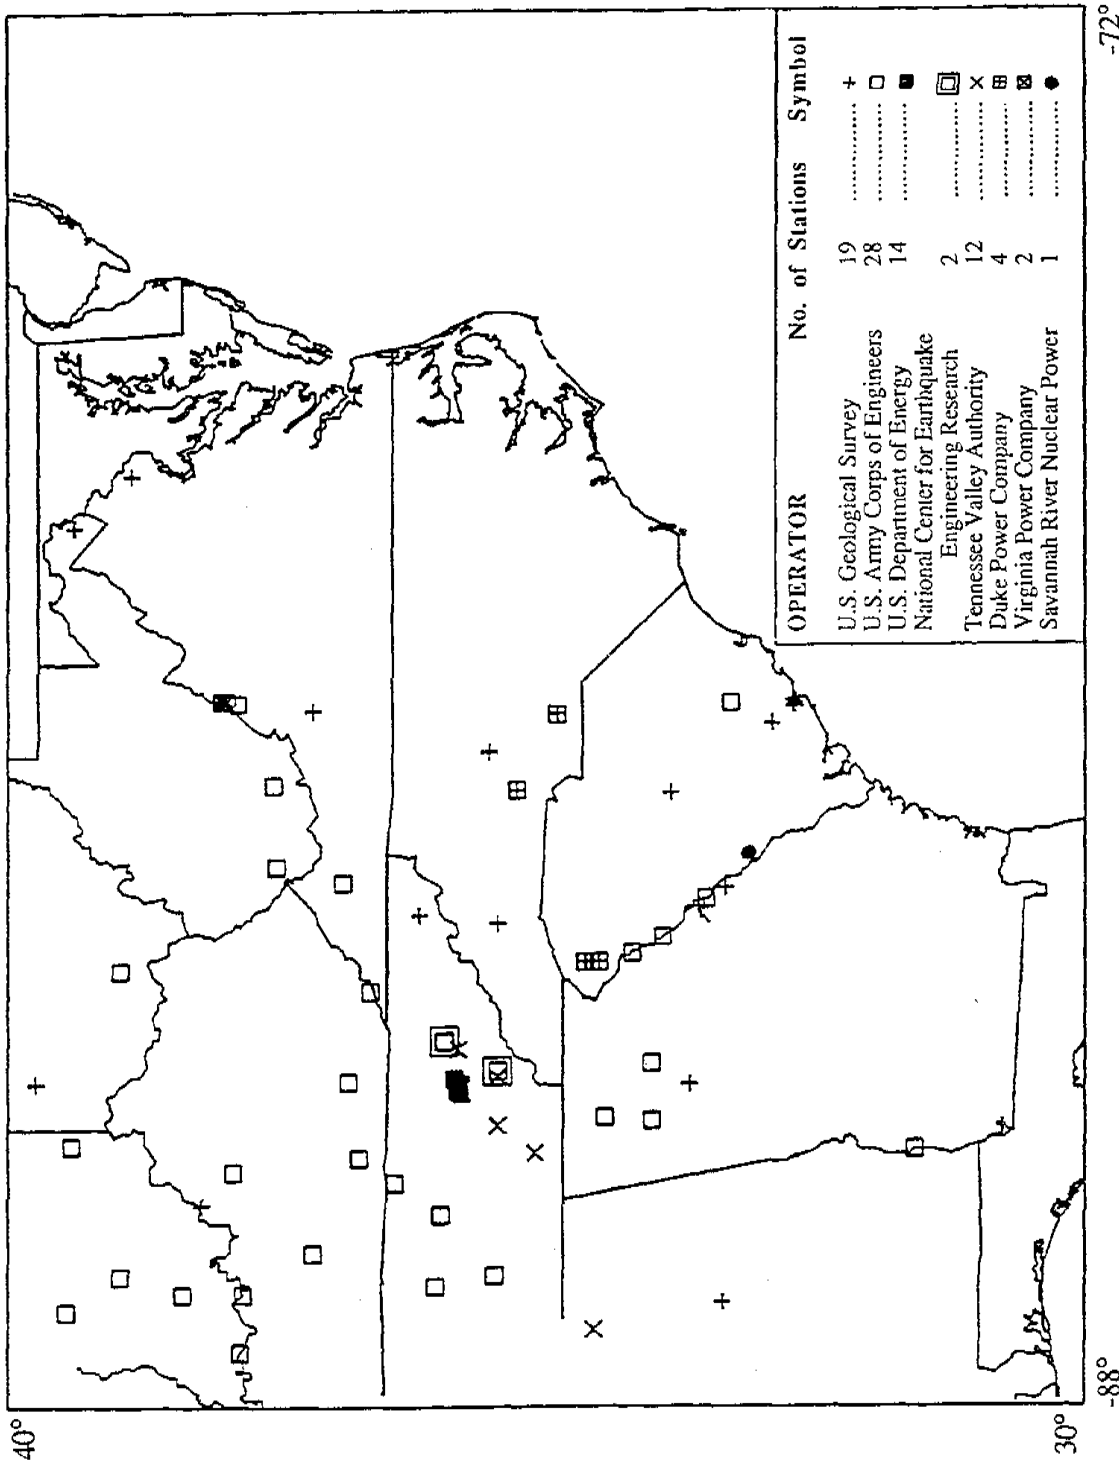 40°
30°
-88°
-72°
OPERATOR No. of Stations Symbol
U.S. Geological Survey 19 .............. +
U.S. Army Corps of Engineers 28 .............. □
U.S. Department of Energy 14 .............. ■
National Center for Earthquake
Engineering Research 2 ..............
Tennessee Valley Authority 12 .............. ×
Duke Power Company 4 .............. ⊞
Virginia Power Company 2 .............. ⊠
Savannah River Nuclear Power 1 .............. ●